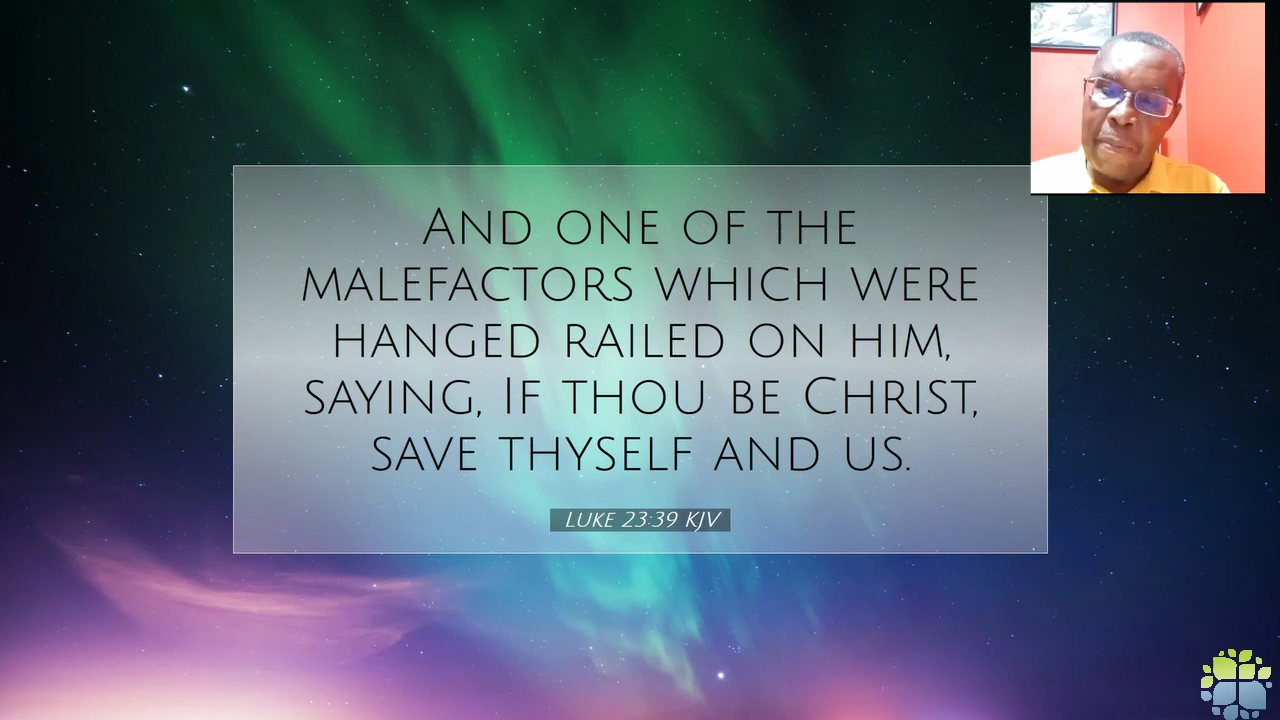 And one of the
malefactors which were
hanged railed on him,
saying, If thou be Christ,
save thyself and us.
Luke 23:39 KJV